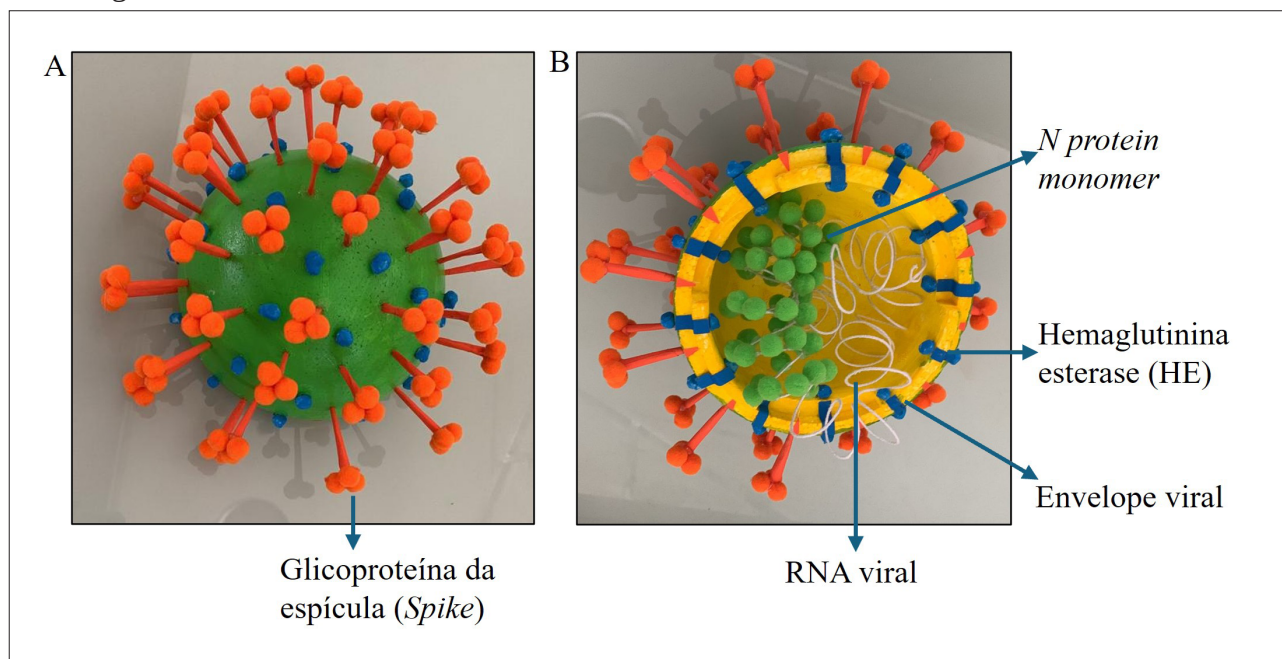 A
B
N protein
monomer
Hemaglutinina
esterase (HE)
Envelope viral
RNA viral
Glicoproteína da
espícula (Spike)